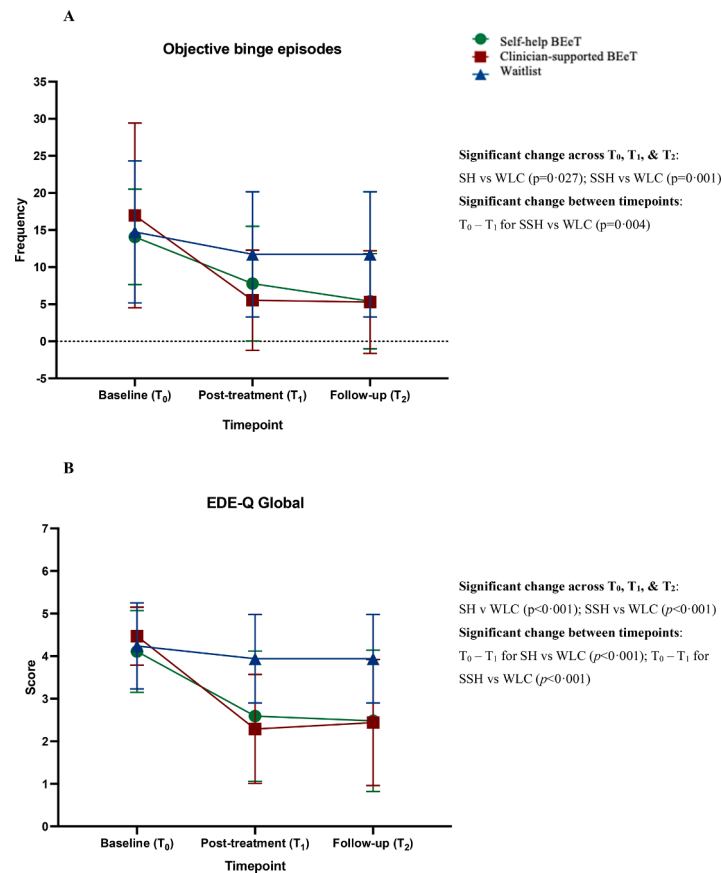 A
Objective binge episodes
Self-help BEeT
Clinician-supported BEeT
Waitlist
35
30
25
20
15
10
5
0
-5
Frequency
Baseline (T₀)
Post-treatment (T₁)
Follow-up (T₂)
Timepoint
Significant change across T₀, T₁, & T₂:
SH vs WLC (p=0·027); SSH vs WLC (p=0·001)
Significant change between timepoints:
T₀ – T₁ for SSH vs WLC (p=0·004)
B
EDE-Q Global
7
6
5
4
3
2
1
0
Score
Baseline (T₀)
Post-treatment (T₁)
Follow-up (T₂)
Timepoint
Significant change across T₀, T₁, & T₂:
SH v WLC (p<0·001); SSH vs WLC (p<0·001)
Significant change between timepoints:
T₀ – T₁ for SH vs WLC (p<0·001); T₀ – T₁ for
SSH vs WLC (p<0·001)